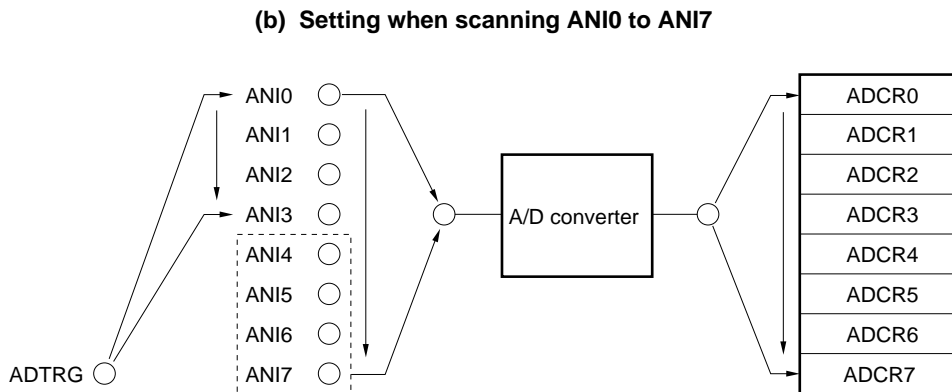 (b) Setting when scanning ANI0 to ANI7
ANI0
ANI1
ANI2
ANI3
ANI4
ANI5
ANI6
ANI7
ADTRG
A/D converter
ADCR0
ADCR1
ADCR2
ADCR3
ADCR4
ADCR5
ADCR6
ADCR7